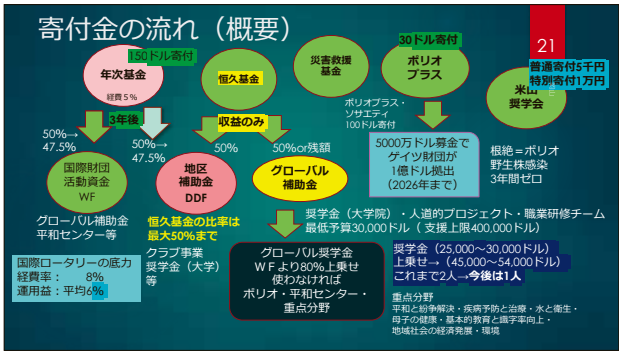 寄付金の流れ（概要）
21
150ドル寄付
年次基金
経費５%
恒久基金
災害救援
基金
30ドル寄付
ポリオ
プラス
普通寄付5千円
特別寄付1万円
米山
奨学会
3年後
収益のみ
ポリオプラス・
ソサエティ
100ドル寄付
50%→
47.5%
50%→
47.5%
50%
50%or残額
国際財団
活動資金
WF
地区
補助金
DDF
グローバル
補助金
5000万ドル募金で
ゲイツ財団が
1億ドル拠出
（2026年まで）
根絶＝ポリオ
野生株感染
3年間ゼロ
グローバル補助金
平和センター等
恒久基金の比率は
最大50%まで
クラブ事業
奨学金（大学）
等
奨学金（大学院）・人道的プロジェクト・職業研修チーム
最低予算30,000ドル（ 支援上限400,000ドル）
国際ロータリーの底力
経費率：　　8%
運用益：平均6%
グローバル奨学金
ＷＦより80%上乗せ
使わなければ
ポリオ・平和センター・
重点分野
奨学金（25,000～30,000ドル）
上乗せ→（45,000～54,000ドル）
これまで2人→今後は1人
重点分野
平和と紛争解決・疾病予防と治療・水と衛生・
母子の健康・基本的教育と識字率向上・
地域社会の経済発展・環境